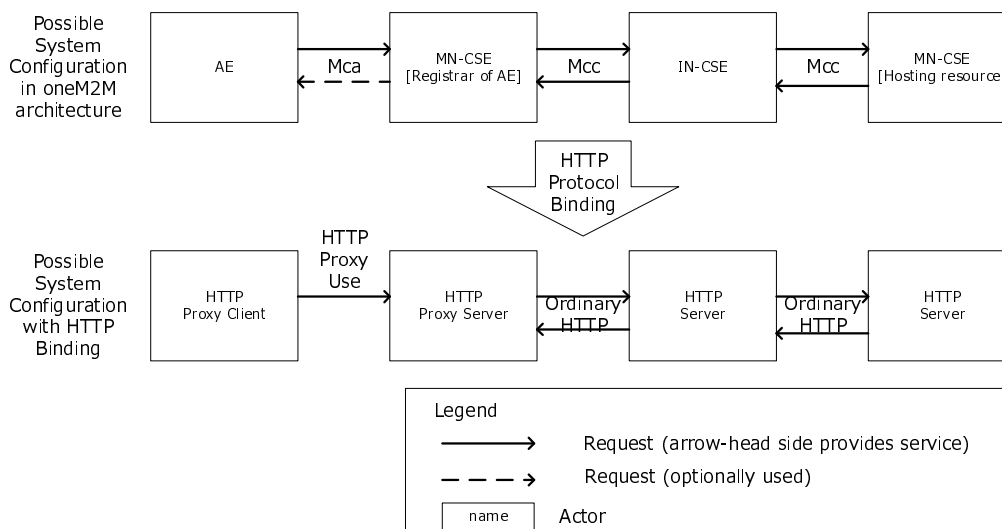 Possible
System
Configuration
in oneM2M
architecture
AE
Mca
MN-CSE
[Registrar of AE]
Mcc
IN-CSE
Mcc
MN-CSE
[Hosting resource
HTTP
Protocol
Binding
Possible
System
Configuration
with HTTP
Binding
HTTP
Proxy Client
HTTP
Proxy
Use
HTTP
Proxy Server
Ordinary
HTTP
HTTP
Server
Ordinary
HTTP
HTTP
Server
Legend
Request (arrow-head side provides service)
Request (optionally used)
name
Actor